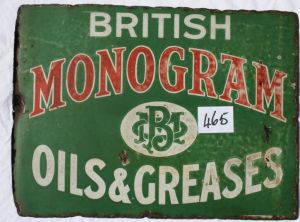 BRITISH
MONOGRAM
465
OILS & GREASES